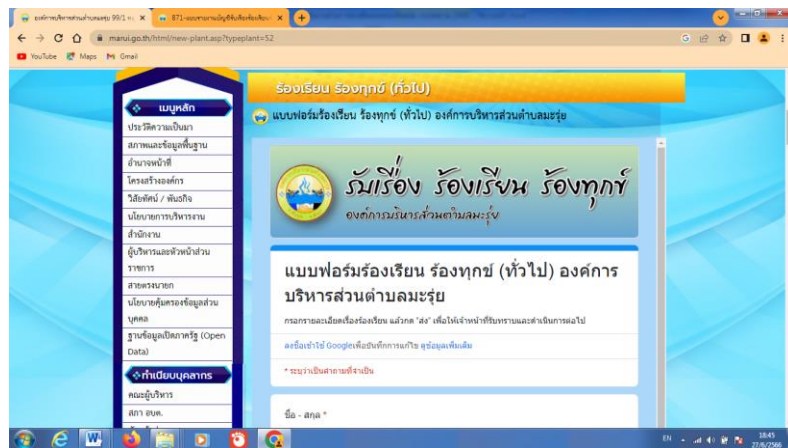 องค์การบริหารส่วนตำบลมะรุ่ย 99/1 ห
marui.go.th/html/new-plant.asp?typeplant=52
YouTube Maps Gmail
ร้องเรียน ร้องทุกข์ (ทั่วไป)
แบบฟอร์มร้องเรียน ร้องทุกข์ (ทั่วไป) องค์การบริหารส่วนตำบลมะรุ่ย
เมนูหลัก
ประวัติความเป็นมา
สภาพและข้อมูลพื้นฐาน
อำนาจหน้าที่
โครงสร้างองค์กร
วิสัยทัศน์ / พันธกิจ
นโยบายการบริหารงาน
สำนักงาน
ผู้บริหารและหัวหน้าส่วน
ราชการ
สายตรงนายก
นโยบายคุ้มครองข้อมูลส่วน
บุคคล
ฐานข้อมูลเปิดภาครัฐ (Open
Data)
ทำเนียบบุคลากร
คณะผู้บริหาร
สภา อบต.
รับเรื่อง ร้องเรียน ร้องทุกข์
องค์การบริหารส่วนตำบลมะรุ่ย
แบบฟอร์มร้องเรียน ร้องทุกข์ (ทั่วไป) องค์การ
บริหารส่วนตำบลมะรุ่ย
กรอกรายละเอียดเรื่องร้องเรียน แล้วกด "ส่ง" เพื่อให้เจ้าหน้าที่รับทราบและดำเนินการต่อไป
ลงชื่อเข้าใช้ Googleเพื่อบันทึกการแก้ไข ดูข้อมูลเพิ่มเติม
* ระบุว่าเป็นคำถามที่จำเป็น
ชื่อ - สกุล *
EN
18:45
27/6/2566